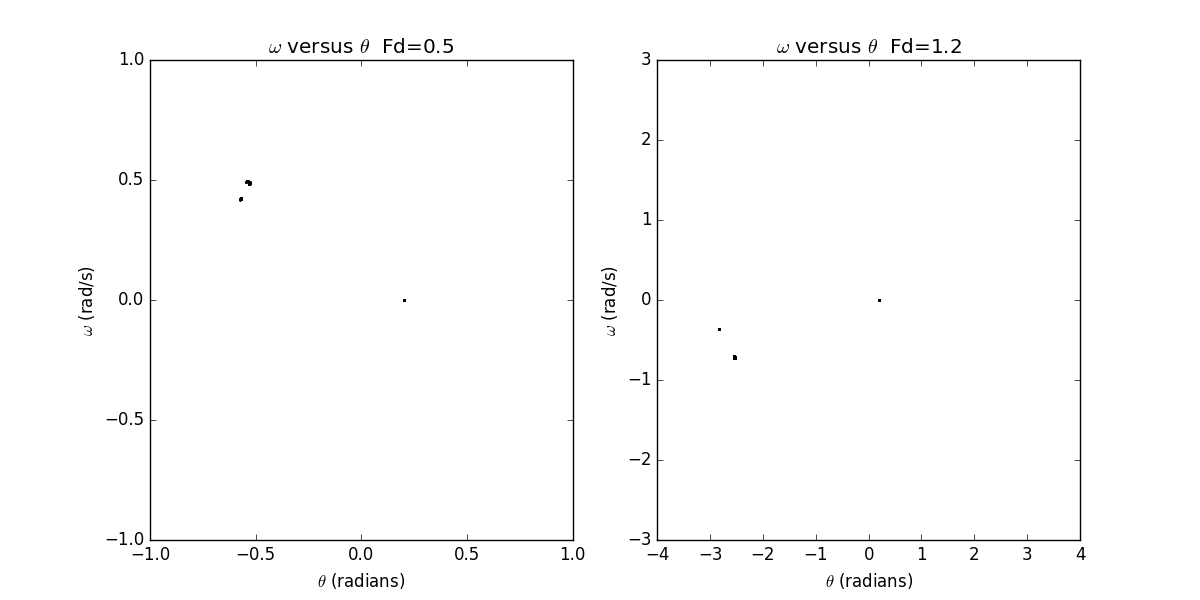 ω versus θ Fd=0.5
1.0
0.5
0.0
−0.5
−1.0
ω (rad/s)
−1.0 −0.5 0.0 0.5 1.0
θ (radians)
ω versus θ Fd=1.2
3
2
1
0
−1
−2
−3
ω (rad/s)
−4 −3 −2 −1 0 1 2 3 4
θ (radians)